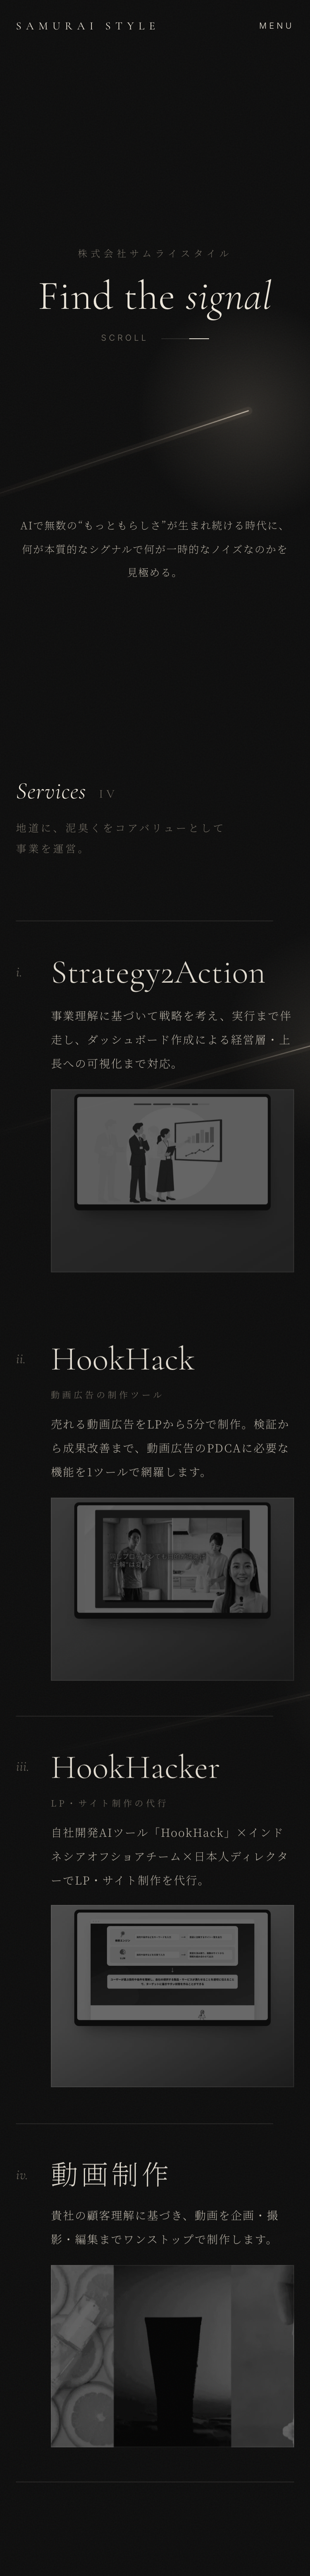 SAMURAI STYLE
MENU
株式会社サムライスタイル
Find the signal
SCROLL
AIで無数の“もっともらしさ”が生まれ続ける時代に、
何が本質的なシグナルで何が一時的なノイズなのかを
見極める。
Services IV
地道に、泥臭くをコアバリューとして
事業を運営。
i.
Strategy2Action
事業理解に基づいて戦略を考え、実行まで伴
走し、ダッシュボード作成による経営層・上
長への可視化まで対応。
ii.
HookHack
動画広告の制作ツール
売れる動画広告をLPから5分で制作。検証か
ら成果改善まで、動画広告のPDCAに必要な
機能を1ツールで網羅します。
iii.
HookHacker
LP・サイト制作の代行
自社開発AIツール「HookHack」×インド
ネシアオフショアチーム×日本人ディレクタ
ーでLP・サイト制作を代行。
iv.
動画制作
貴社の顧客理解に基づき、動画を企画・撮
影・編集までワンストップで制作します。